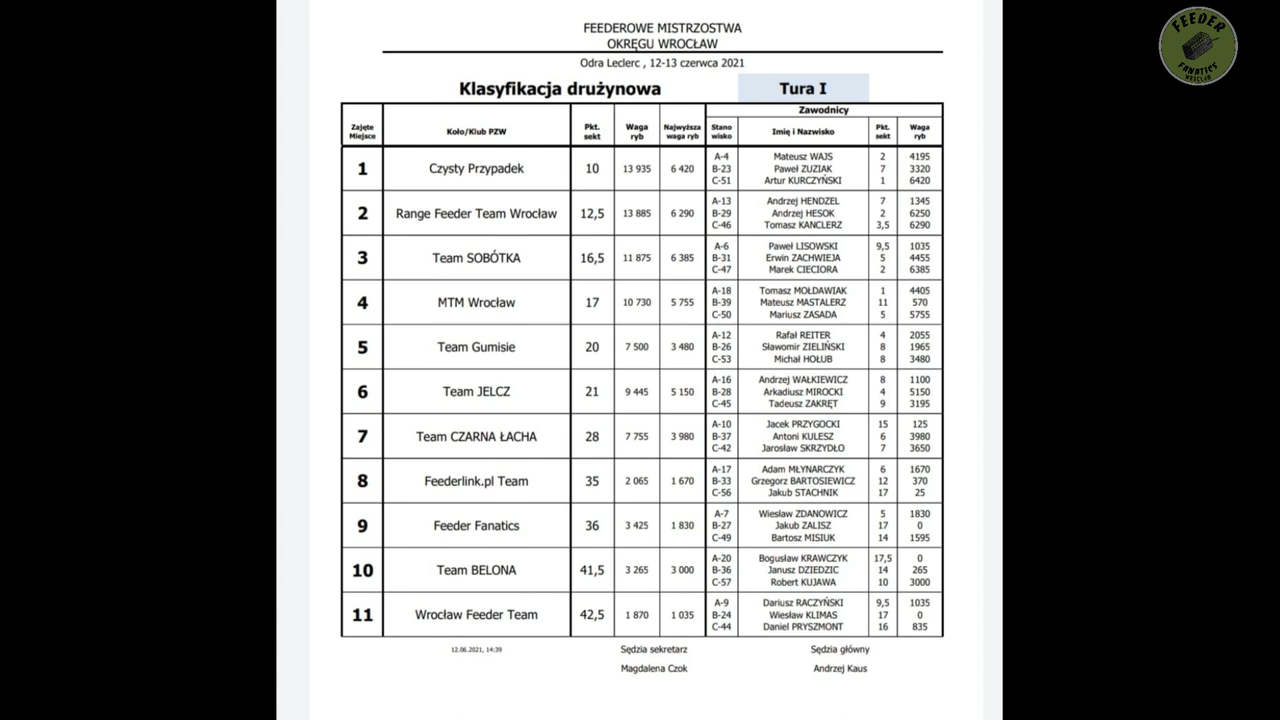 FEEDEROWE MISTRZOSTWA
OKRĘGU WROCŁAW
Odra Leclerc , 12-13 czerwca 2021
Klasyfikacja drużynowa Tura I
Zajęte Miejsce Koło/Klub PZW Pkt. sekt Waga ryb Najwyższa waga ryb Zawodnicy Stano wisko Imię i Nazwisko Pkt. sekt Waga ryb
1 Czysty Przypadek 10 13 935 6 420
A-4 Mateusz WAJS 2 4195
B-23 Paweł ZUZIAK 7 3320
C-51 Artur KURCZYŃSKI 1 6420
2 Range Feeder Team Wrocław 12,5 13 885 6 290
A-13 Andrzej HENDZEL 7 1345
B-29 Andrzej HESOK 2 6250
C-46 Tomasz KANCLERZ 3,5 6290
3 Team SOBÓTKA 16,5 11 875 6 385
A-6 Paweł LISOWSKI 9,5 1035
B-31 Erwin ZACHWIEJA 5 4455
C-47 Marek CIECIORA 2 6385
4 MTM Wrocław 17 10 730 5 755
A-18 Tomasz MOŁDAWIAK 1 4405
B-39 Mateusz MASTALERZ 11 570
C-50 Mariusz ZASADA 5 5755
5 Team Gumisie 20 7 500 3 480
A-12 Rafał REITER 4 2055
B-26 Sławomir ZIELIŃSKI 8 1965
C-53 Michał HOŁUB 8 3480
6 Team JELCZ 21 9 445 5 150
A-16 Andrzej WAŁKIEWICZ 8 1100
B-28 Arkadiusz MIROCKI 4 5150
C-45 Tadeusz ZAKRĘT 9 3195
7 Team CZARNA ŁACHA 28 7 755 3 980
A-10 Jacek PRZYGOCKI 15 125
B-37 Antoni KULESZ 6 3980
C-42 Jarosław SKRZYDŁO 7 3650
8 Feederlink.pl Team 35 2 065 1 670
A-17 Adam MŁYNARCZYK 6 1670
B-33 Grzegorz BARTOSIEWICZ 12 370
C-56 Jakub STACHNIK 17 25
9 Feeder Fanatics 36 3 425 1 830
A-7 Wiesław ZDANOWICZ 5 1830
B-27 Jakub ZALISZ 17 0
C-49 Bartosz MISIUK 14 1595
10 Team BELONA 41,5 3 265 3 000
A-20 Bogusław KRAWCZYK 17,5 0
B-36 Janusz DZIEDZIC 14 265
C-57 Robert KUJAWA 10 3000
11 Wrocław Feeder Team 42,5 1 870 1 035
A-9 Dariusz RACZYŃSKI 9,5 1035
B-24 Wiesław KLIMAS 17 0
C-44 Daniel PRYSZMONT 16 835
12.06.2021, 14:39 Sędzia sekretarz Sędzia główny
Magdalena Czok Andrzej Kaus
FEEDER
FANATICS
WROCŁAW